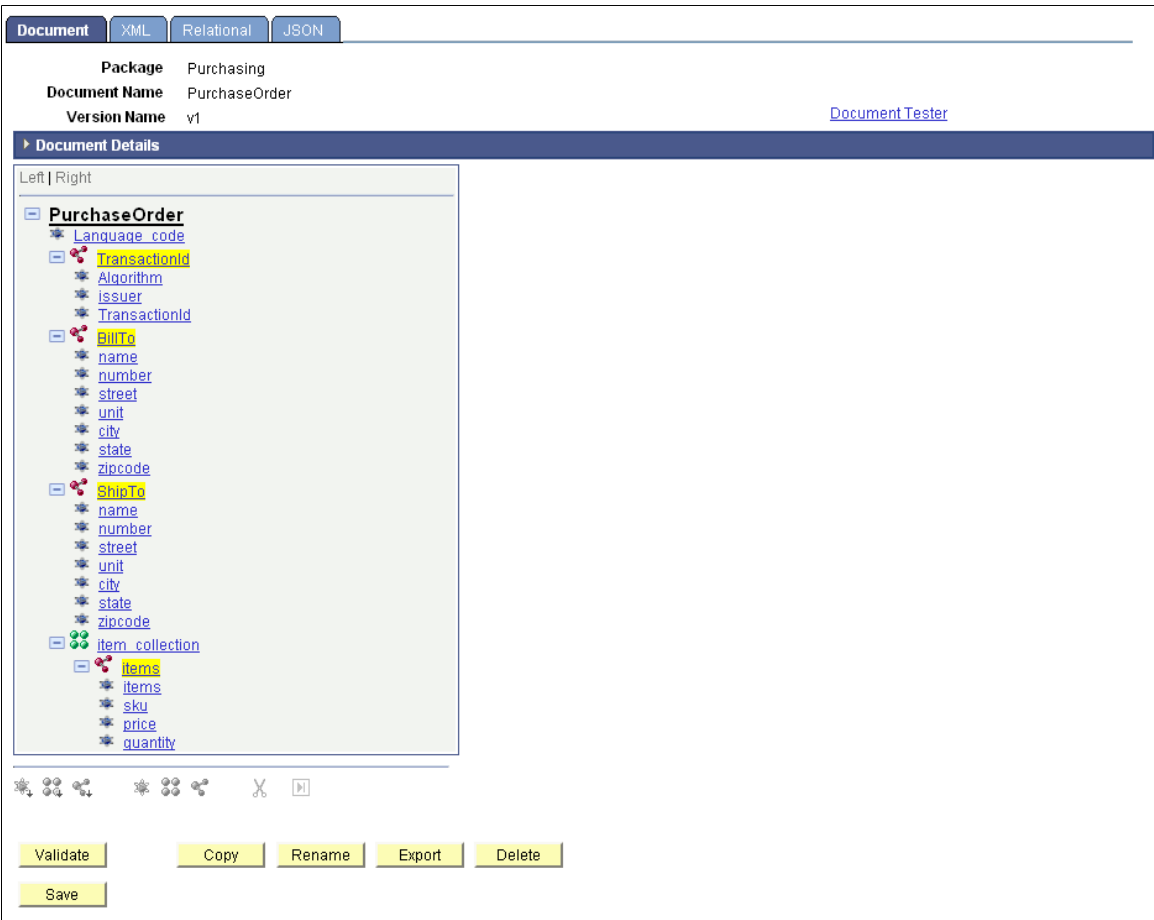 Document XML Relational JSON
Package Purchasing
Document Name PurchaseOrder
Version Name v1
Document Tester
Document Details
Left | Right
PurchaseOrder
Language_code
TransactionId
Algorithm
issuer
TransactionId
BillTo
name
number
street
unit
city
state
zipcode
ShipTo
name
number
street
unit
city
state
zipcode
item_collection
items
items
sku
price
quantity
Validate Copy Rename Export Delete
Save